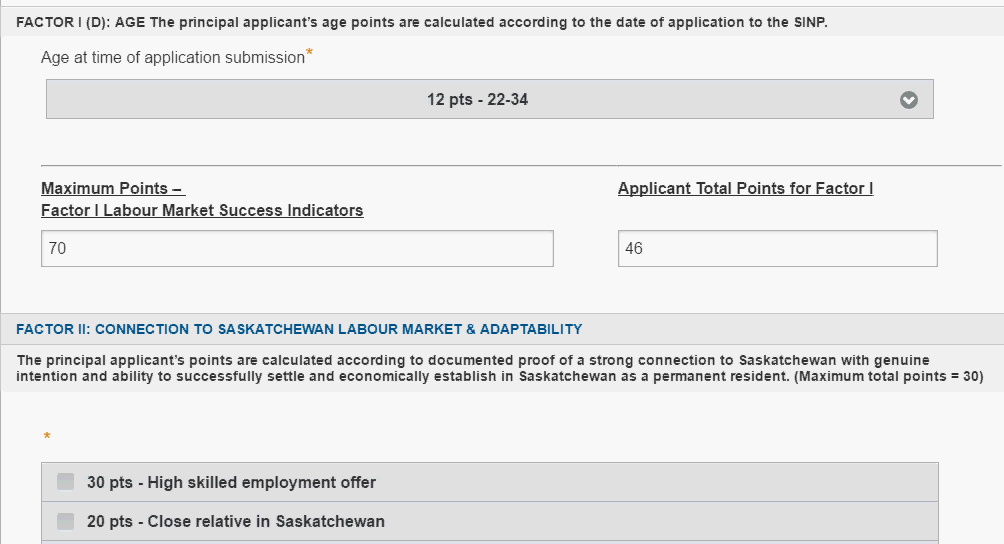 FACTOR I (D): AGE The principal applicant's age points are calculated according to the date of application to the SINP.
Age at time of application submission*
12 pts - 22-34
Maximum Points –
Factor I Labour Market Success Indicators
Applicant Total Points for Factor I
70
46
FACTOR II: CONNECTION TO SASKATCHEWAN LABOUR MARKET & ADAPTABILITY
The principal applicant's points are calculated according to documented proof of a strong connection to Saskatchewan with genuine
intention and ability to successfully settle and economically establish in Saskatchewan as a permanent resident. (Maximum total points = 30)
*
30 pts - High skilled employment offer
20 pts - Close relative in Saskatchewan